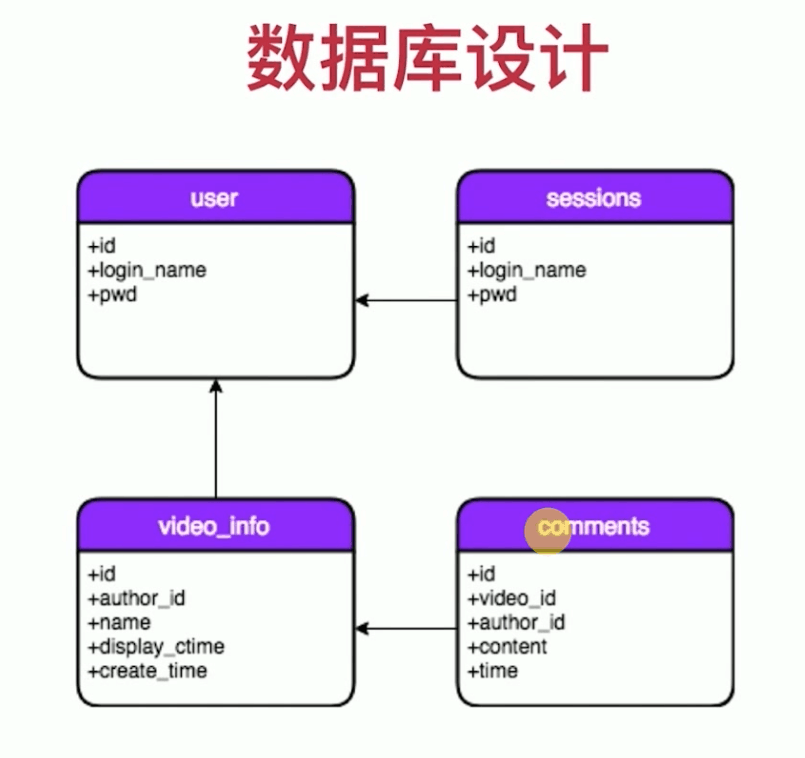 数据库设计
user
+id
+login_name
+pwd
sessions
+id
+login_name
+pwd
video_info
+id
+author_id
+name
+display_ctime
+create_time
comments
+id
+video_id
+author_id
+content
+time